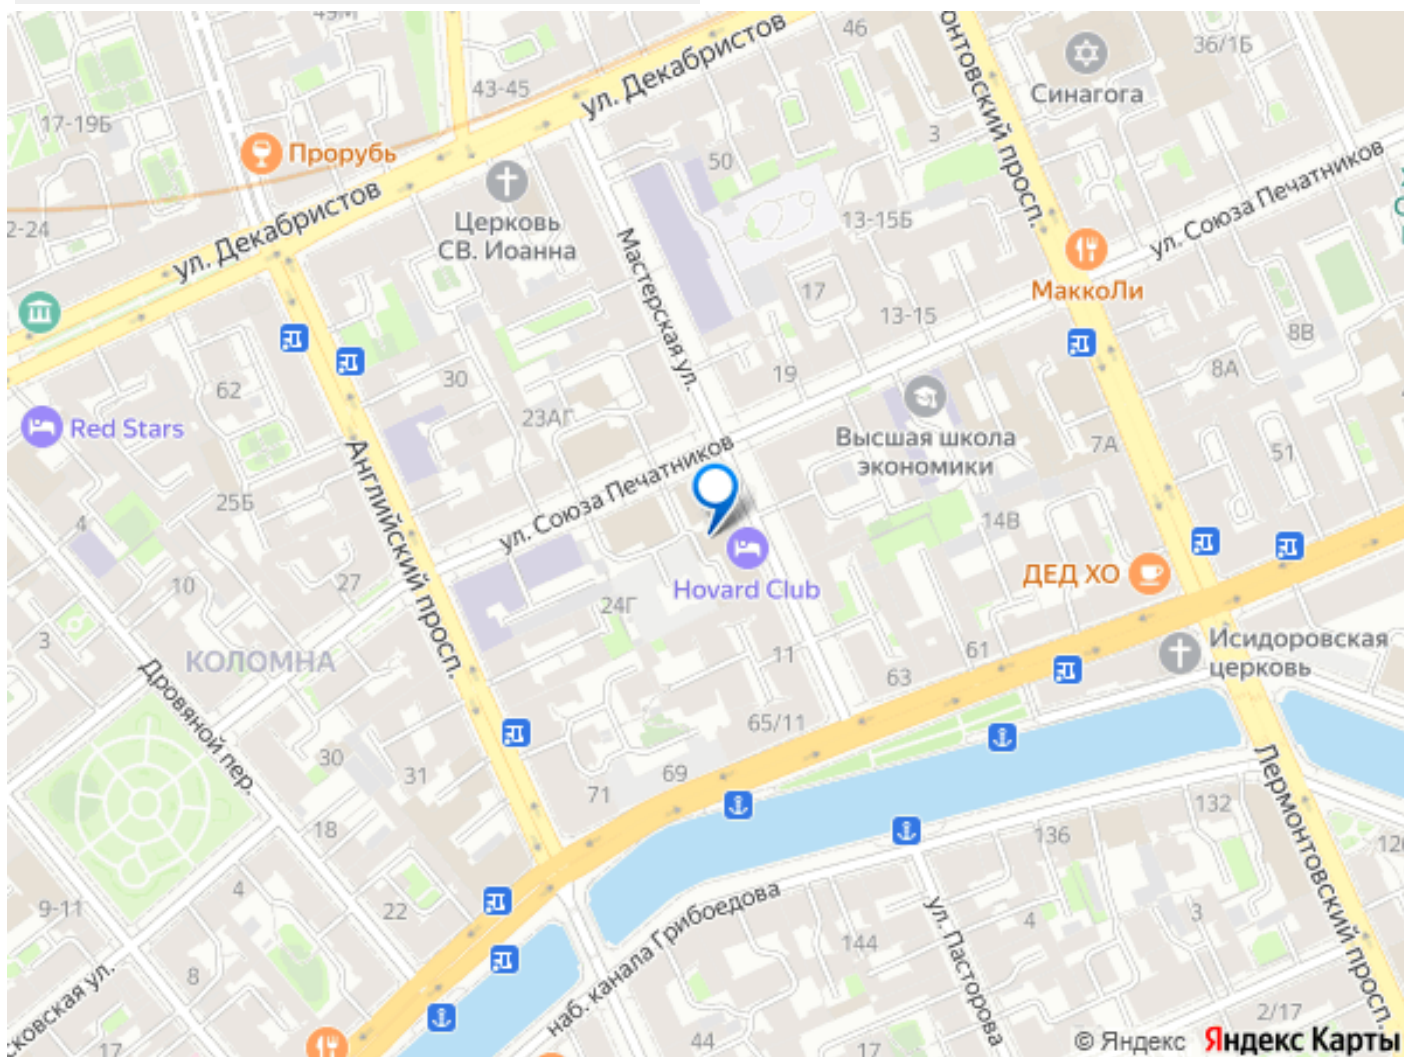 49М
46
36/1Б
онтовский просп.
Синагога
ул. Декабристов
43-45
17-19Б
3
Прорубь
50
ул. Союза Печатников
Церковь
СВ. Иоанна
13-15Б
2-24
ул. Декабристов
Мастерская ул.
МаккоЛи
17
13-15
8В
19
8А
30
62
23АГ
Red Stars
Высшая школа
экономики
7А
51
ул. Союза Печатников
25Б
4
Английский просп.
14В
ДЕД ХО
10
27
Hovard Club
24Г
3
КОЛОМНА
11
61
63
Исидоровская
церковь
Дровяной пер.
65/11
30
31
69
71
Лермонтовский просп.
132
18
136
4
22
9-11
наб. канала Грибоедова
ул. Пасторова
4
3
144
8
ковская ул.
2/17
17
44
17
© Яндекс Яндекс Карты